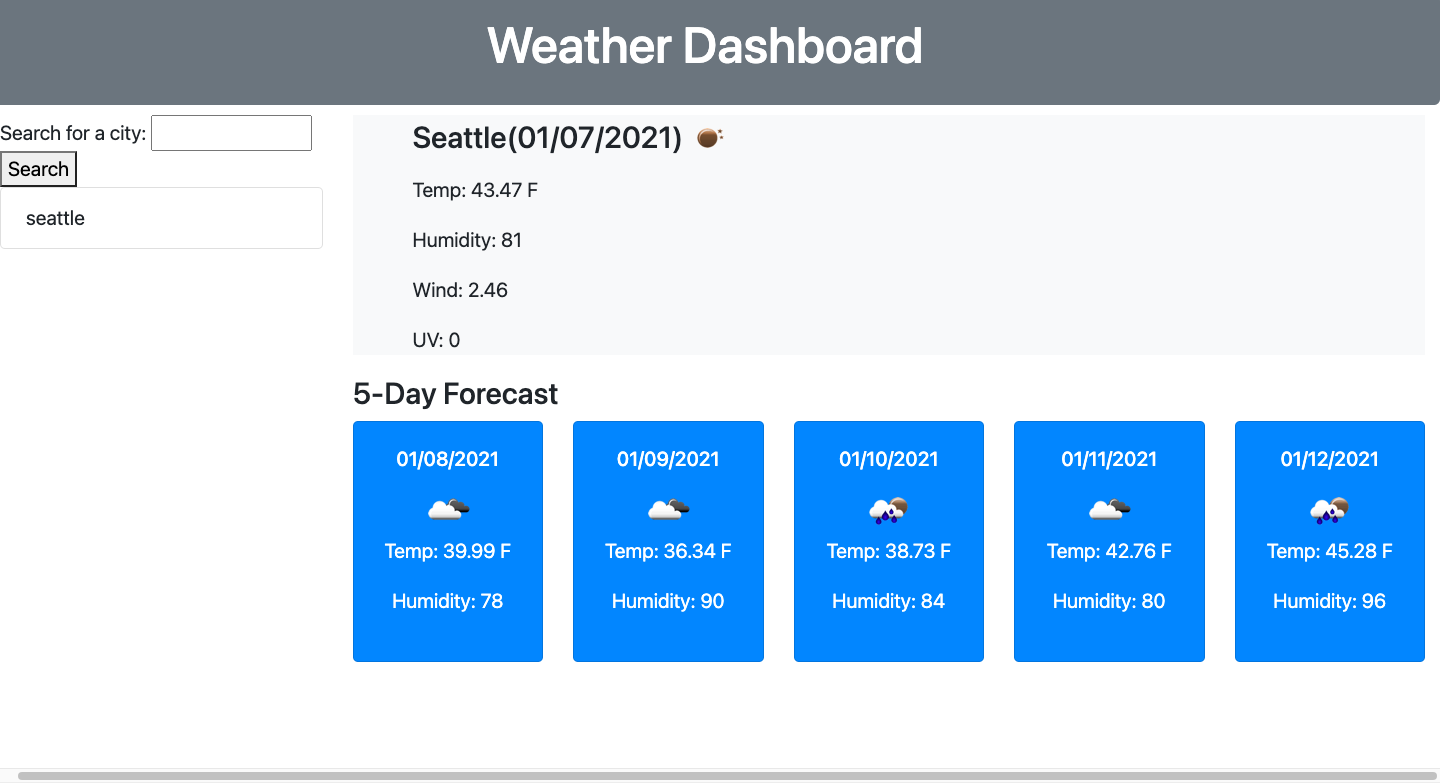 Weather Dashboard
Search for a city:
Search
seattle
Seattle(01/07/2021)
Temp: 43.47 F
Humidity: 81
Wind: 2.46
UV: 0
5-Day Forecast
01/08/2021
Temp: 39.99 F
Humidity: 78
01/09/2021
Temp: 36.34 F
Humidity: 90
01/10/2021
Temp: 38.73 F
Humidity: 84
01/11/2021
Temp: 42.76 F
Humidity: 80
01/12/2021
Temp: 45.28 F
Humidity: 96